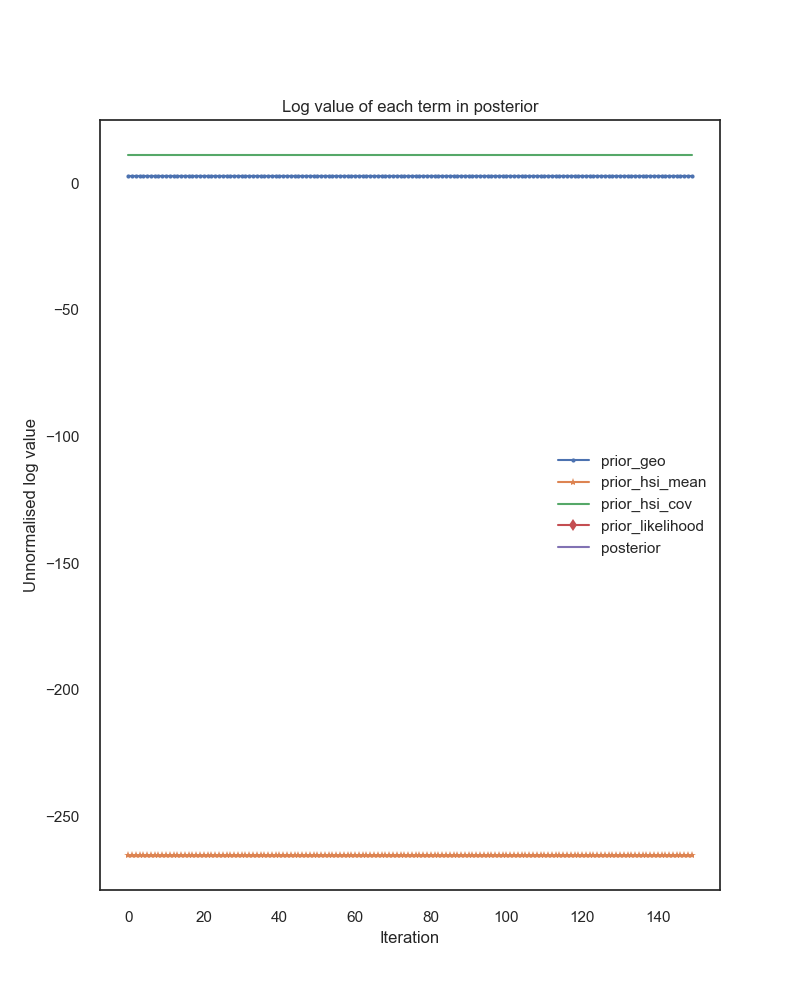 Log value of each term in posterior
Unnormalised log value
0
−50
−100
−150
−200
−250
prior_geo
prior_hsi_mean
prior_hsi_cov
prior_likelihood
posterior
0 20 40 60 80 100 120 140
Iteration